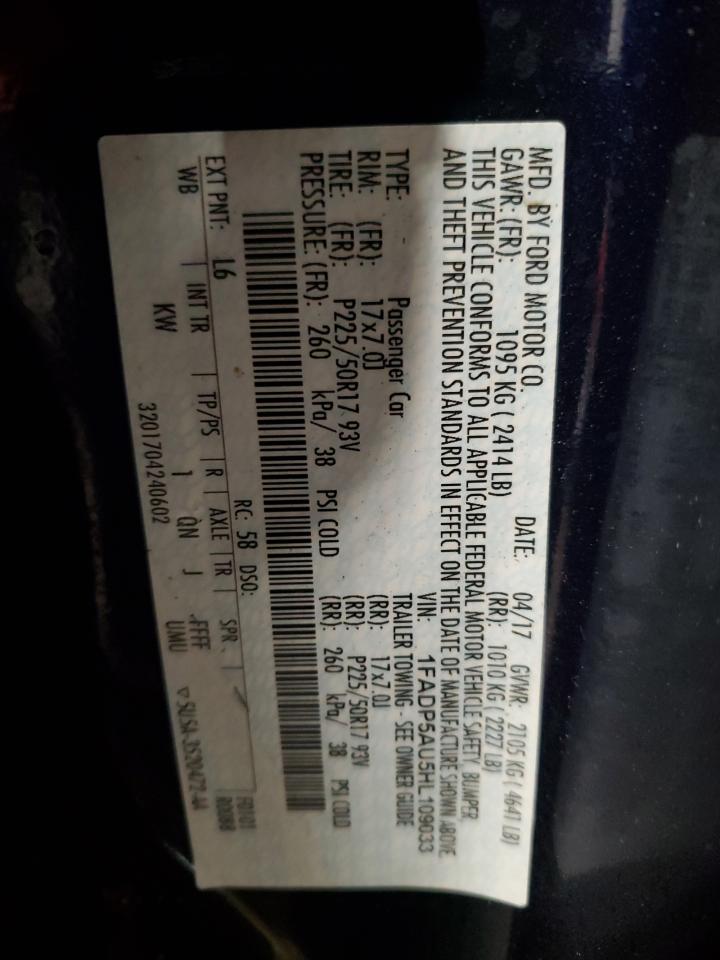 MFD. BY FORD MOTOR CO. DATE: 04/17 GVWR: 2105 KG ( 4641 LB)
GAWR: (FR): 1095 KG ( 2414 LB) (RR): 1010 KG ( 2227 LB)
THIS VEHICLE CONFORMS TO ALL APPLICABLE FEDERAL MOTOR VEHICLE SAFETY, BUMPER,
AND THEFT PREVENTION STANDARDS IN EFFECT ON THE DATE OF MANUFACTURE SHOWN ABOVE.
VIN: 1FADP5AU5HL109033
TYPE: Passenger Car TRAILER TOWING - SEE OWNER GUIDE
RIM: (FR): 17x7.0J (RR): 17x7.0J
TIRE: (FR): P225/50R17 93V (RR): P225/50R17 93V
PRESSURE: (FR): 260 kPa/ 38 PSI COLD (RR): 260 kPa/ 38 PSI COLD
RC: 58 DSO:
EXT PNT: L6 F0101
WB INT TR TP/PS R AXLE TR SPR R0088
KW 1 QN J FFFF
3201704240602 UMU